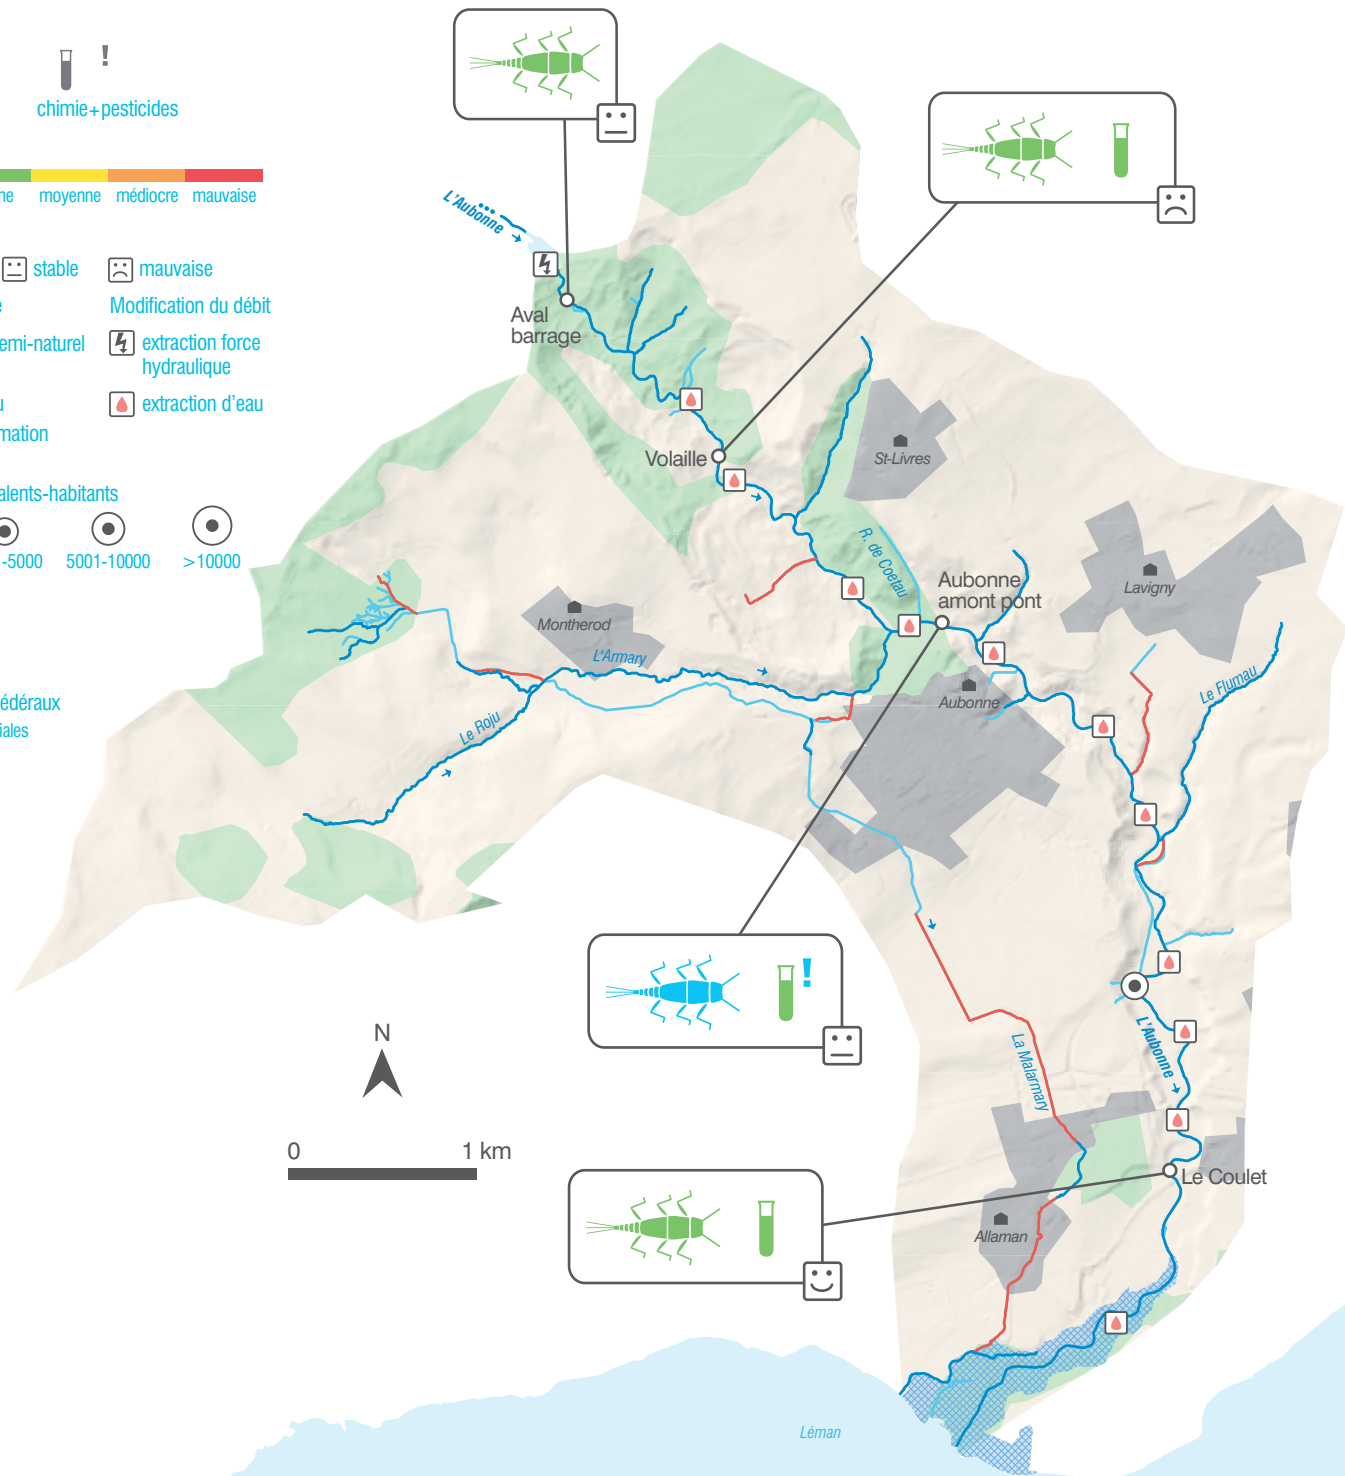 !
chimie+pesticides
ne
moyenne
médiocre
mauvaise
stable
mauvaise
e
Modification du débit
emi-naturel
extraction force
hydraulique
u
extraction d'eau
mation
alents-habitants
-5000
5001-10000
>10000
édéraux
iales
L'Aubonne
Aval
barrage
Volaille
St-Livres
R. de Coetau
Aubonne
amont pont
Lavigny
Montherod
L'Armary
Le Flumau
Aubonne
Le Roju
!
L'Aubonne
La Malarmary
N
0
1 km
Le Coulet
Allaman
Léman